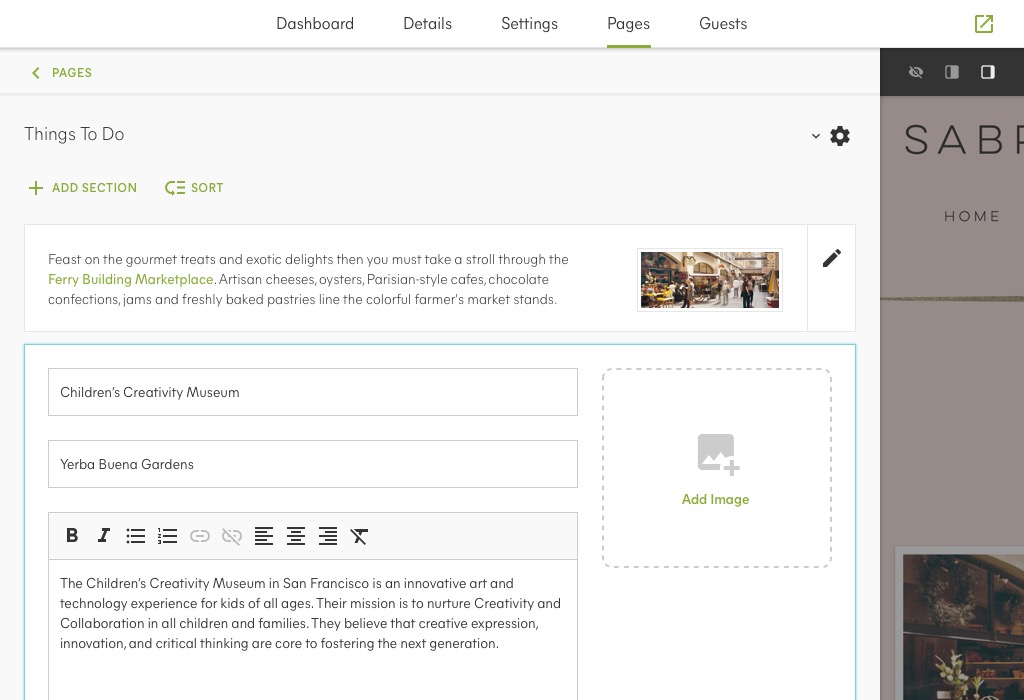 Dashboard Details Settings Pages Guests
PAGES
Things To Do
ADD SECTION SORT
HOME
Feast on the gourmet treats and exotic delights then you must take a stroll through the
Ferry Building Marketplace. Artisan cheeses, oysters, Parisian-style cafes, chocolate
confections, jams and freshly baked pastries line the colorful farmer's market stands.
Children's Creativity Museum
Yerba Buena Gardens
Add Image
B I
The Children's Creativity Museum in San Francisco is an innovative art and
technology experience for kids of all ages. Their mission is to nurture Creativity and
Collaboration in all children and families. They believe that creative expression,
innovation, and critical thinking are core to fostering the next generation.